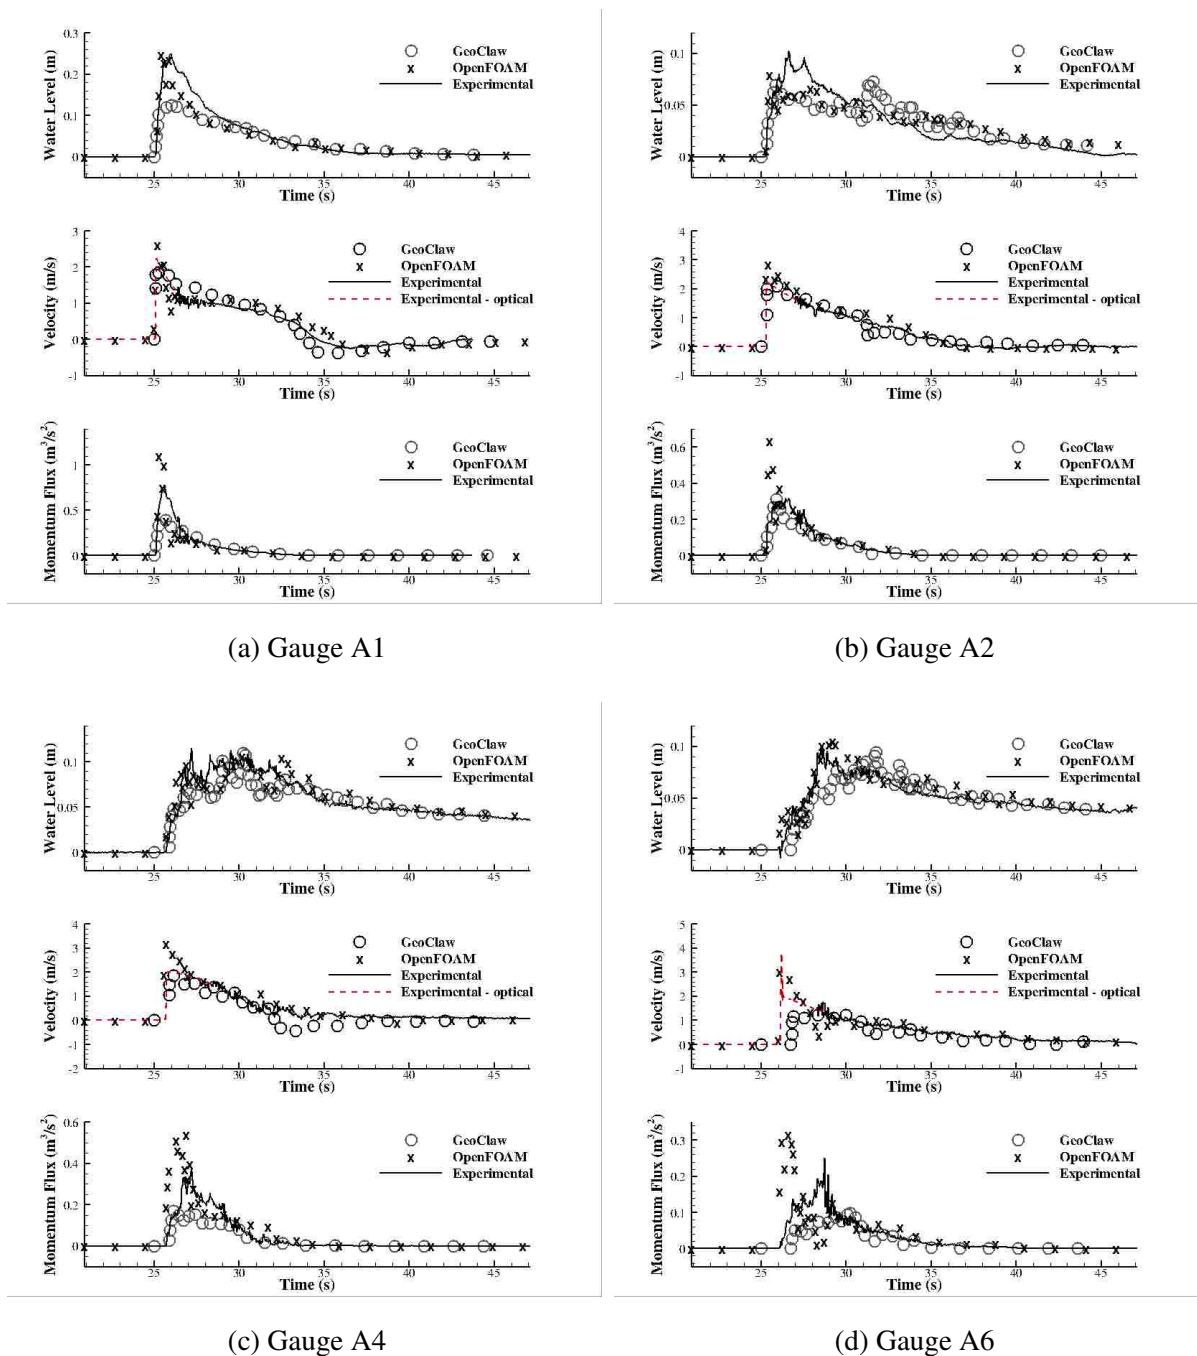 0.3
0.2
0.1
0
Water Level (m)
GeoClaw
OpenFOAM
Experimental
25 30 35 40 45
Time (s)
3
2
1
0
-1
Velocity (m/s)
GeoClaw
OpenFOAM
Experimental
Experimental - optical
25 30 35 40 45
Time (s)
1
0.5
0
Momentum Flux (m³/s²)
GeoClaw
OpenFOAM
Experimental
25 30 35 40 45
Time (s)
(a) Gauge A1
0.1
0.05
0
Water Level (m)
GeoClaw
OpenFOAM
Experimental
25 30 35 40 45
Time (s)
4
3
2
1
0
-1
Velocity (m/s)
GeoClaw
OpenFOAM
Experimental
Experimental - optical
25 30 35 40 45
Time (s)
0.6
0.4
0.2
0
Momentum Flux (m³/s²)
GeoClaw
OpenFOAM
Experimental
25 30 35 40 45
Time (s)
(b) Gauge A2
0.1
0.05
0
Water Level (m)
GeoClaw
OpenFOAM
Experimental
25 30 35 40 45
Time (s)
4
3
2
1
0
-1
-2
Velocity (m/s)
GeoClaw
OpenFOAM
Experimental
Experimental - optical
25 30 35 40 45
Time (s)
0.6
0.4
0.2
0
Momentum Flux (m³/s²)
GeoClaw
OpenFOAM
Experimental
25 30 35 40 45
Time (s)
(c) Gauge A4
0.1
0.05
0
Water Level (m)
GeoClaw
OpenFOAM
Experimental
25 30 35 40 45
Time (s)
5
4
3
2
1
0
-1
Velocity (m/s)
GeoClaw
OpenFOAM
Experimental
Experimental - optical
25 30 35 40 45
Time (s)
0.3
0.2
0.1
0
Momentum Flux (m³/s²)
GeoClaw
OpenFOAM
Experimental
25 30 35 40 45
Time (s)
(d) Gauge A6